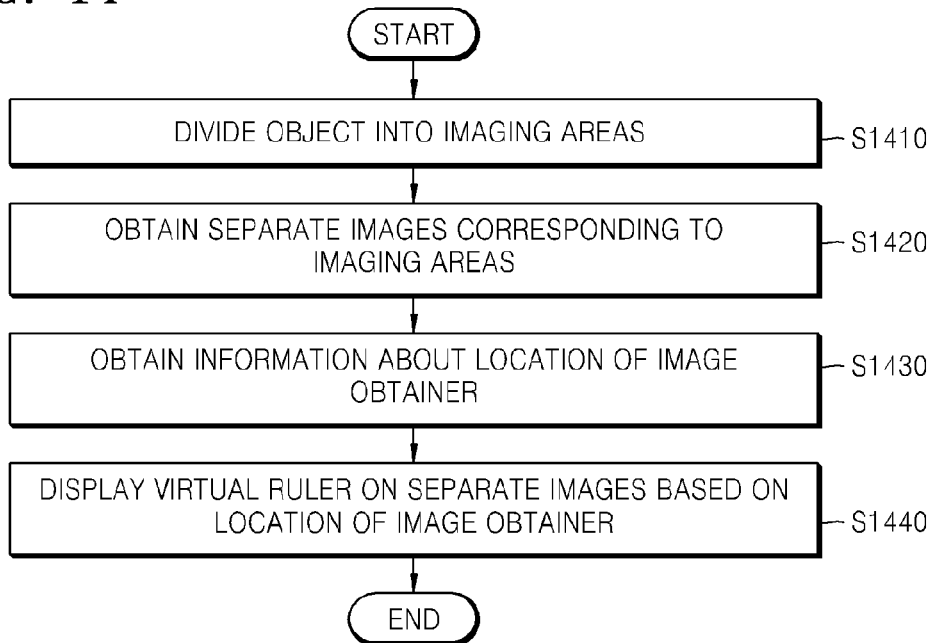 START
DIVIDE OBJECT INTO IMAGING AREAS
S1410
OBTAIN SEPARATE IMAGES CORRESPONDING TO
IMAGING AREAS
S1420
OBTAIN INFORMATION ABOUT LOCATION OF IMAGE
OBTAINER
S1430
DISPLAY VIRTUAL RULER ON SEPARATE IMAGES BASED ON
LOCATION OF IMAGE OBTAINER
S1440
END